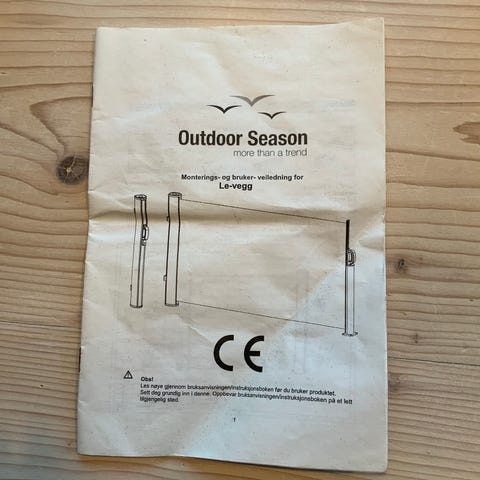 Outdoor Season
more than a trend
Monterings- og bruker- veiledning for
Le-vegg
CE
Obs!
Les nøye gjennom bruksanvisningen/instruksjonsboken før du bruker produktet.
Sett deg grundig inn i denne. Oppbevar bruksanvisningen/instruksjonsboken på et lett
tilgjengelig sted.
1